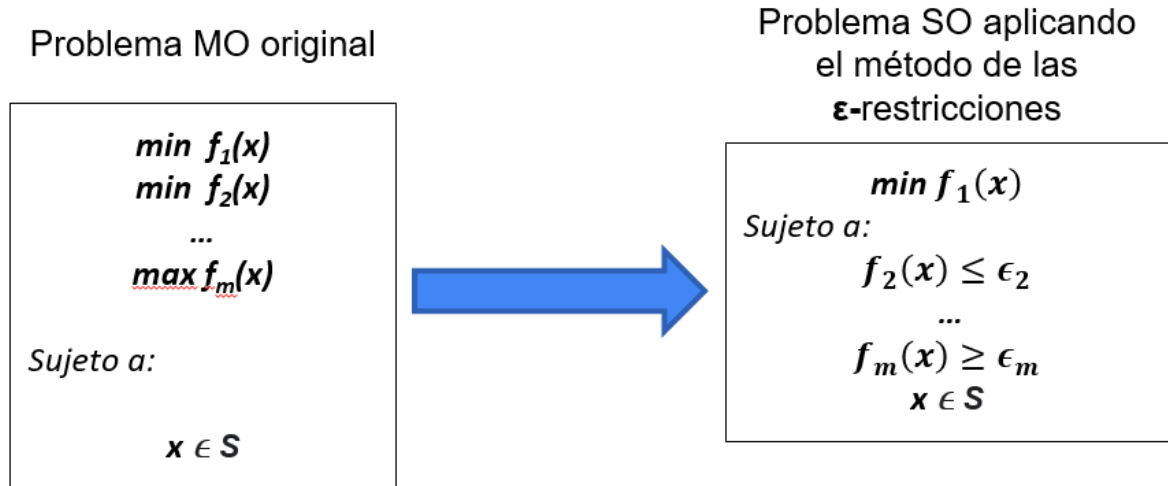 Problema MO original
min f₁(x)
min f₂(x)
...
max fₘ(x)
Sujeto a:
x ϵ S
Problema SO aplicando
el método de las
ε-restricciones
min f₁(x)
Sujeto a:
f₂(x) ≤ ϵ₂
...
fₘ(x) ≥ ϵₘ
x ϵ S